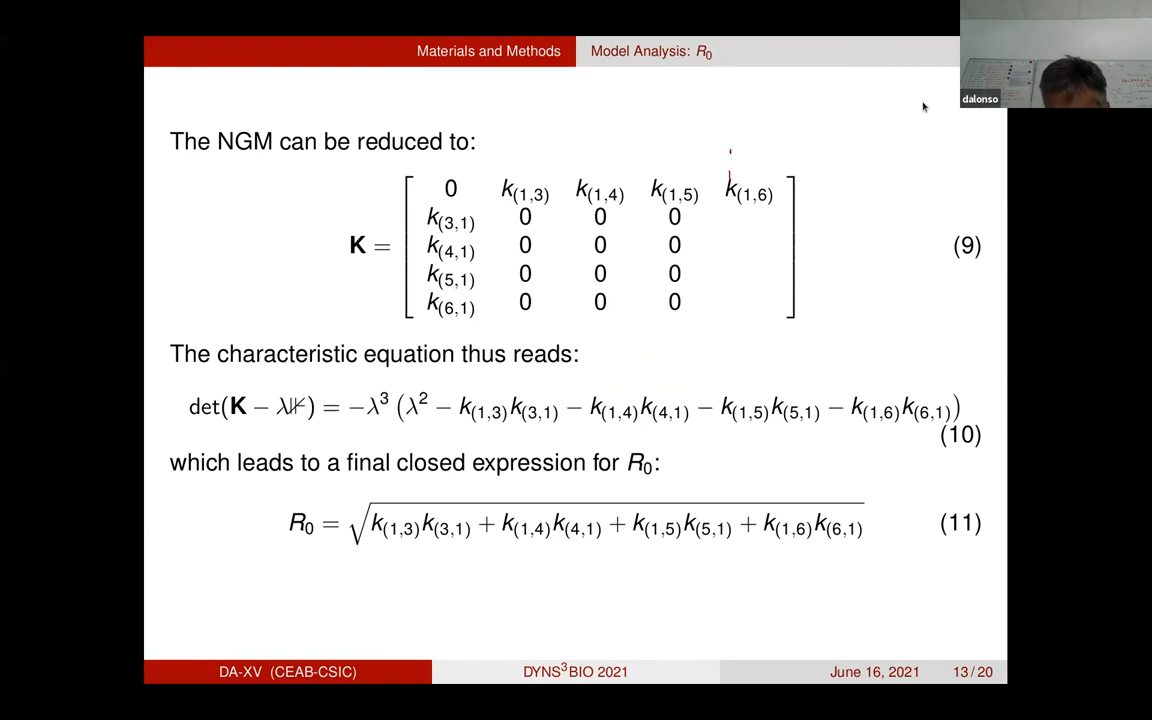 Materials and Methods
Model Analysis: R₀
dalonso
The NGM can be reduced to:
K = [ 0 k(1,3) k(1,4) k(1,5) k(1,6)
k(3,1) 0 0 0
k(4,1) 0 0 0
k(5,1) 0 0 0
k(6,1) 0 0 0 ] (9)
The characteristic equation thus reads:
det(K − λ⊮) = −λ³ (λ² − k(1,3)k(3,1) − k(1,4)k(4,1) − k(1,5)k(5,1) − k(1,6)k(6,1))
(10)
which leads to a final closed expression for R₀:
R₀ = √k(1,3)k(3,1) + k(1,4)k(4,1) + k(1,5)k(5,1) + k(1,6)k(6,1) (11)
DA-XV (CEAB-CSIC)
DYNS³BIO 2021
June 16, 2021
13 / 20